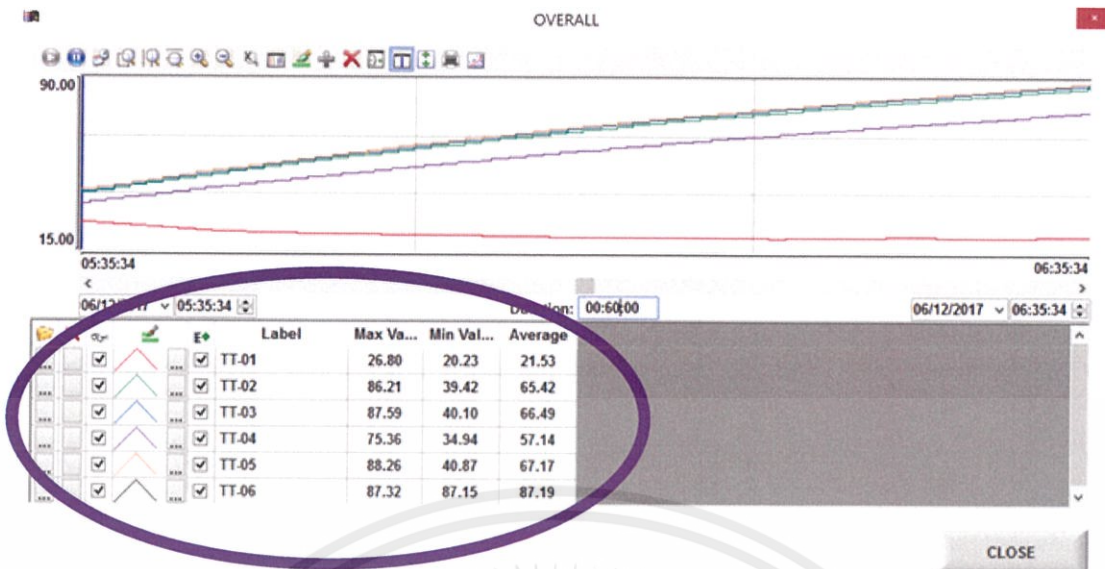 OVERALL
90.00
15.00
05:35:34 06:35:34
06/12/2017 05:35:34 Duration: 00:60:00 06/12/2017 06:35:34
Label Max Va... Min Val... Average
TT-01 26.80 20.23 21.53
TT-02 86.21 39.42 65.42
TT-03 87.59 40.10 66.49
TT-04 75.36 34.94 57.14
TT-05 88.26 40.87 67.17
TT-06 87.32 87.15 87.19
CLOSE